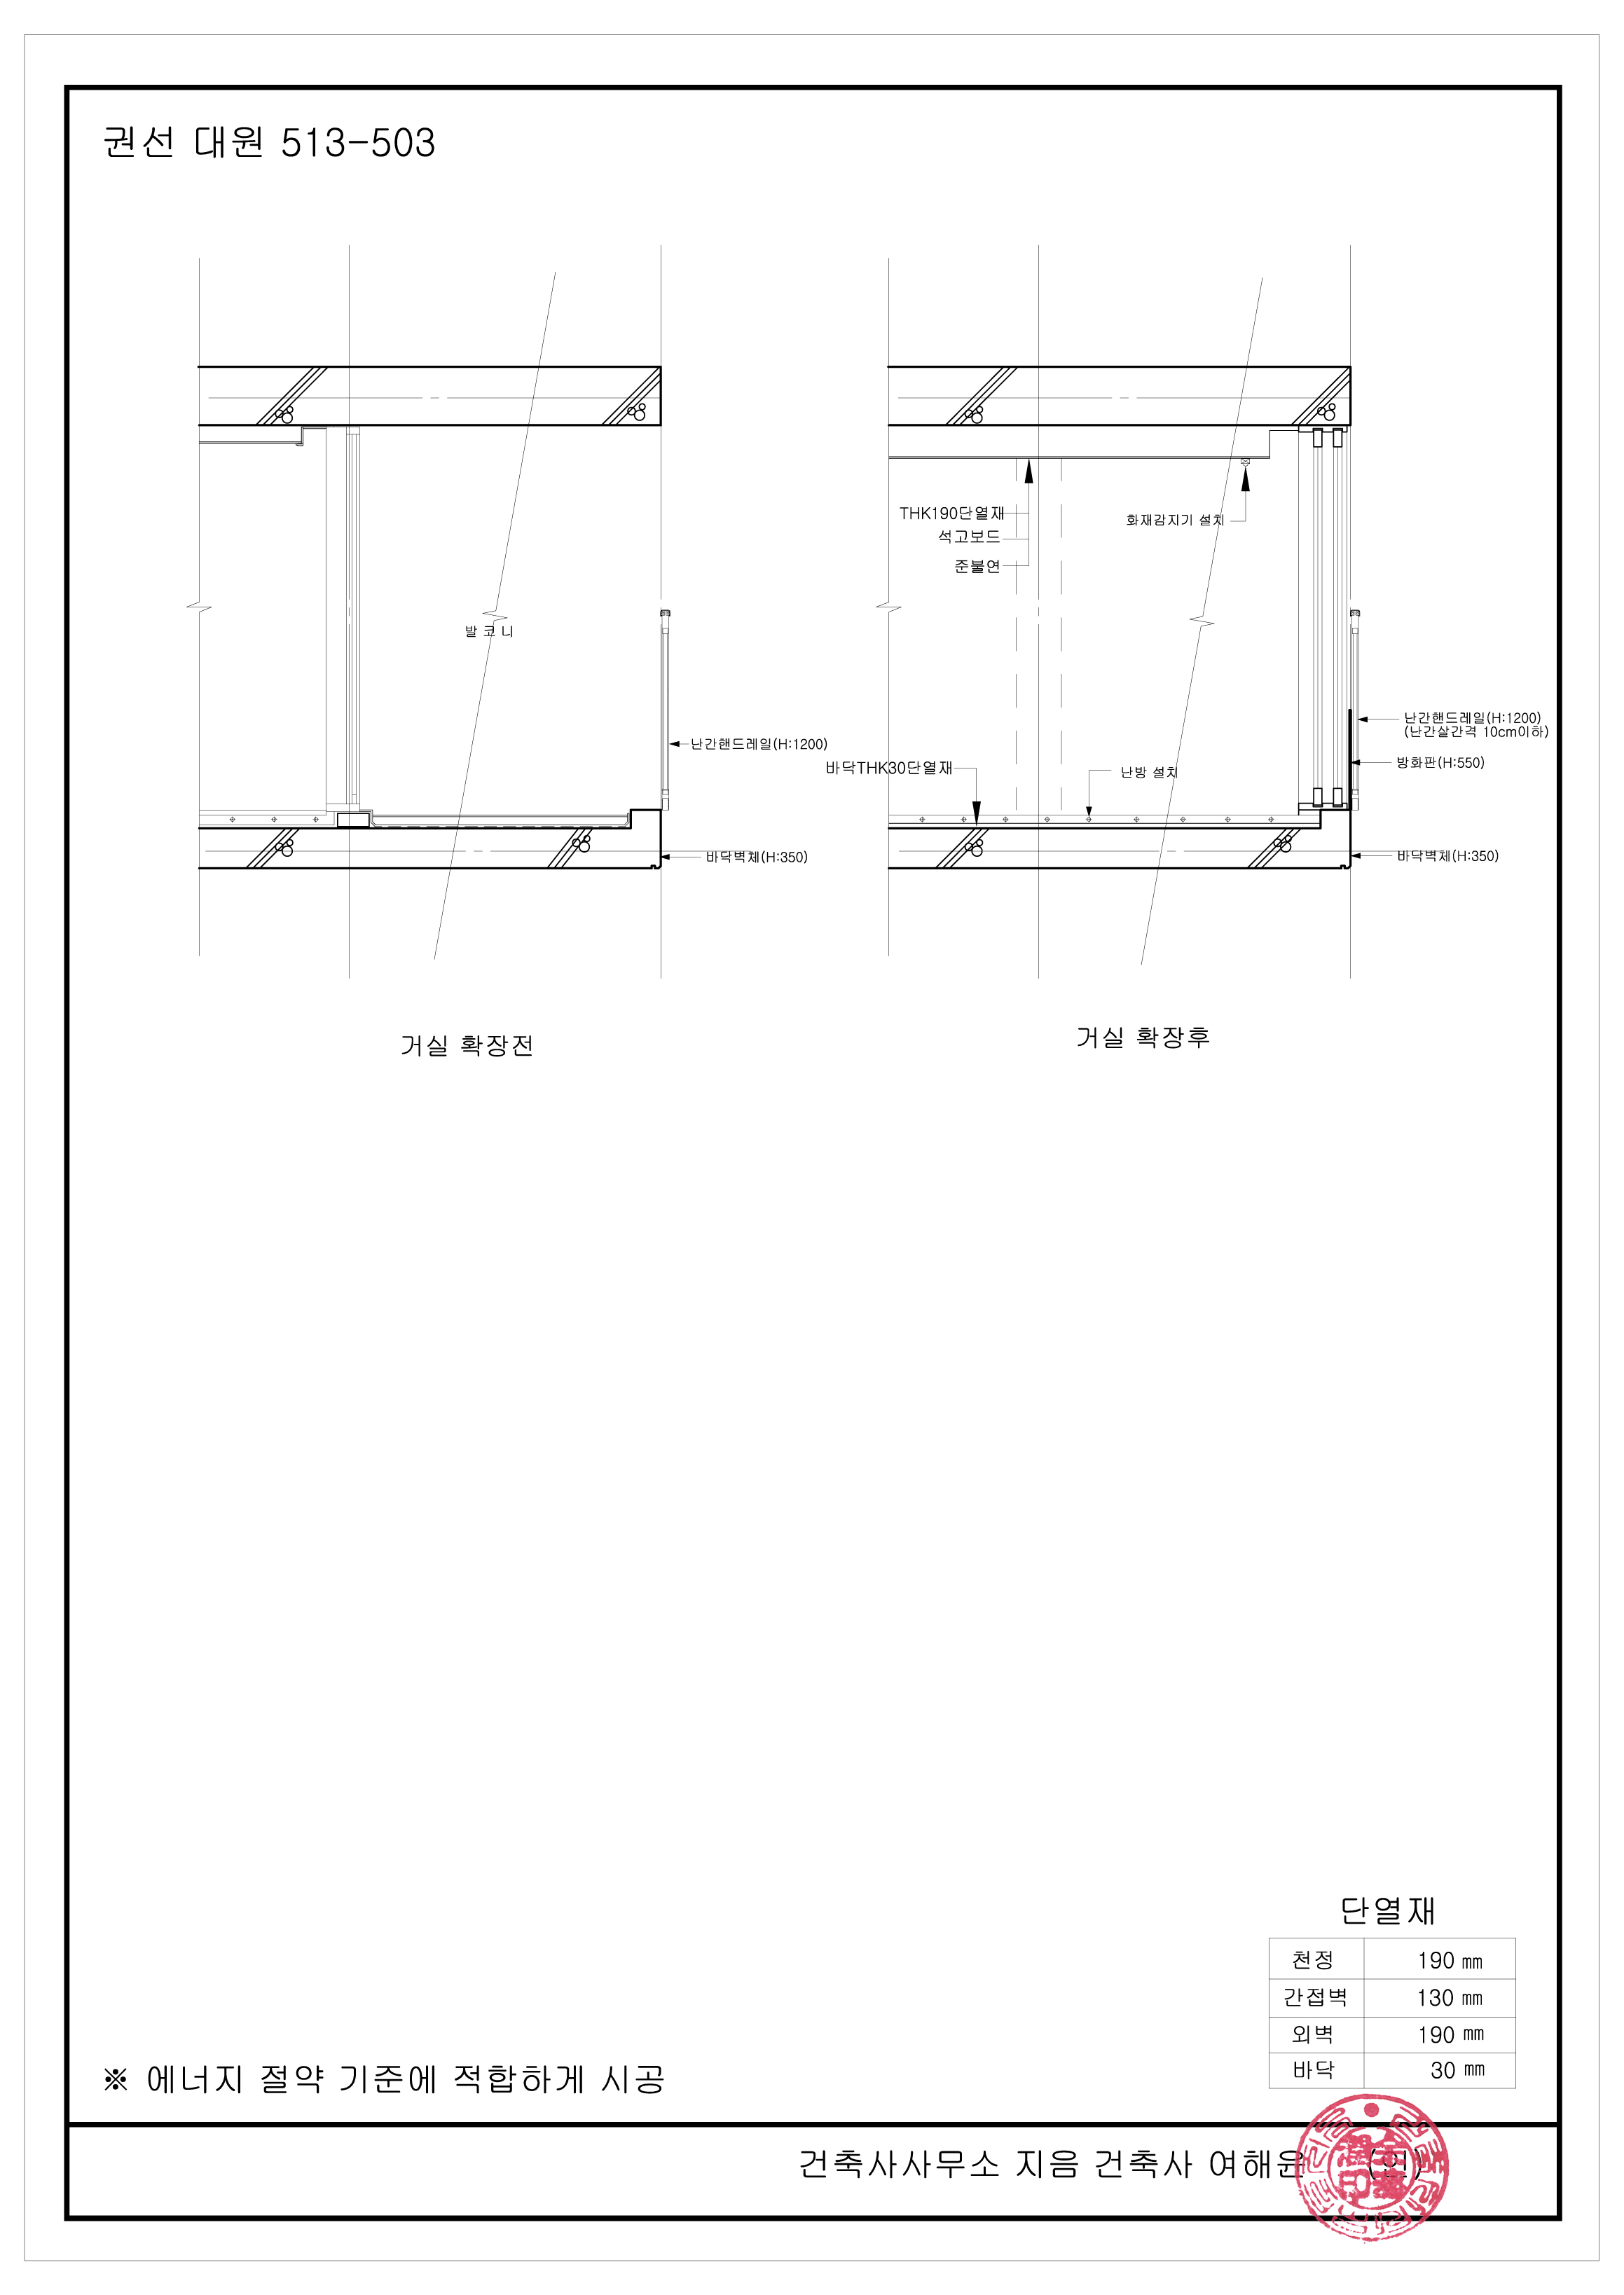 권선 대원 513-503
발 코 니
난간핸드레일(H:1200)
바닥벽체(H:350)
거실 확장전
THK190단열재
석고보드
준불연
화재감지기 설치
바닥THK30단열재
난방 설치
난간핸드레일(H:1200)
(난간살간격 10cm이하)
방화판(H:550)
바닥벽체(H:350)
거실 확장후
단열재
천정 190 ㎜
간접벽 130 ㎜
외벽 190 ㎜
바닥 30 ㎜
※ 에너지 절약 기준에 적합하게 시공
건축사사무소 지음 건축사 여해윤 (인)